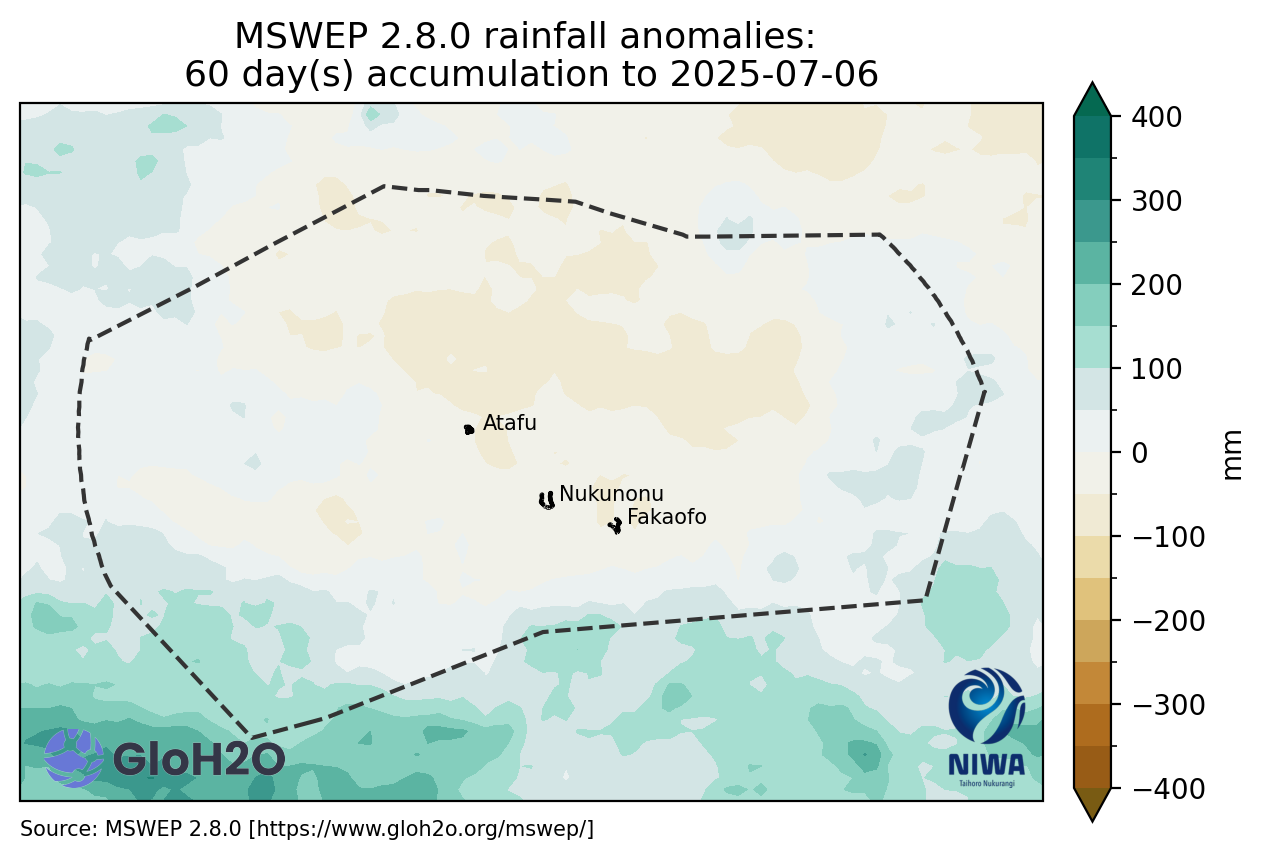 MSWEP 2.8.0 rainfall anomalies:
60 day(s) accumulation to 2025-07-06
400
300
200
100
0
−100
−200
−300
−400
mm
Atafu
Nukunonu
Fakaofo
GloH2O
NIWA
Taihoro Nukurangi
Source: MSWEP 2.8.0 [https://www.gloh2o.org/mswep/]